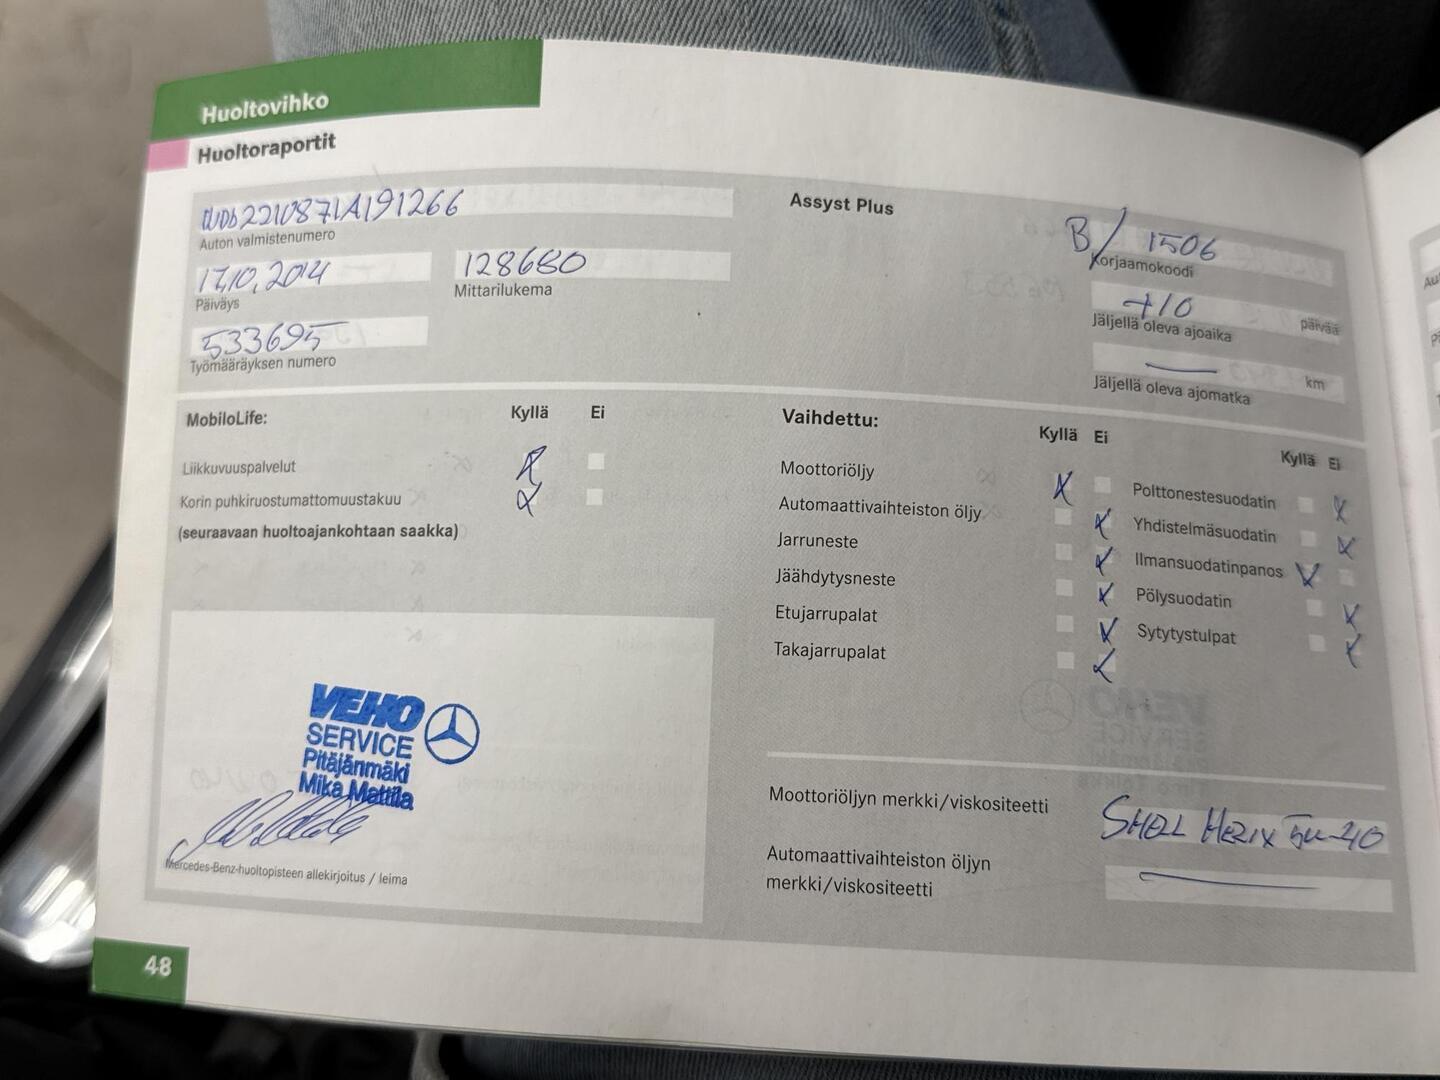 Huoltovihko
Huoltoraportit
WDB2210871A191266
Auton valmistenumero
17.10.2014
Päiväys
128680
Mittarilukema
533695
Työmääräyksen numero
Assyst Plus
B/1506
Korjaamokoodi
+10 päivää
Jäljellä oleva ajoaika
— km
Jäljellä oleva ajomatka
MobiloLife: Kyllä Ei
Liikkuvuuspalvelut X
Korin puhkiruostumattomuustakuu X
(seuraavaan huoltoajankohtaan saakka)
VEHO
SERVICE
Pitäjänmäki
Mika Mattila
Mercedes-Benz-huoltopisteen allekirjoitus / leima
Vaihdettu: Kyllä Ei
Moottoriöljy X
Automaattivaihteiston öljy X
Jarruneste X
Jäähdytysneste X
Etujarrupalat X
Takajarrupalat X
Kyllä Ei
Polttonestesuodatin X
Yhdistelmäsuodatin X
Ilmansuodatinpanos X
Pölysuodatin X
Sytytystulpat X
Moottoriöljyn merkki/viskositeetti SHELL HELIX 5W-40
Automaattivaihteiston öljyn
merkki/viskositeetti —
48